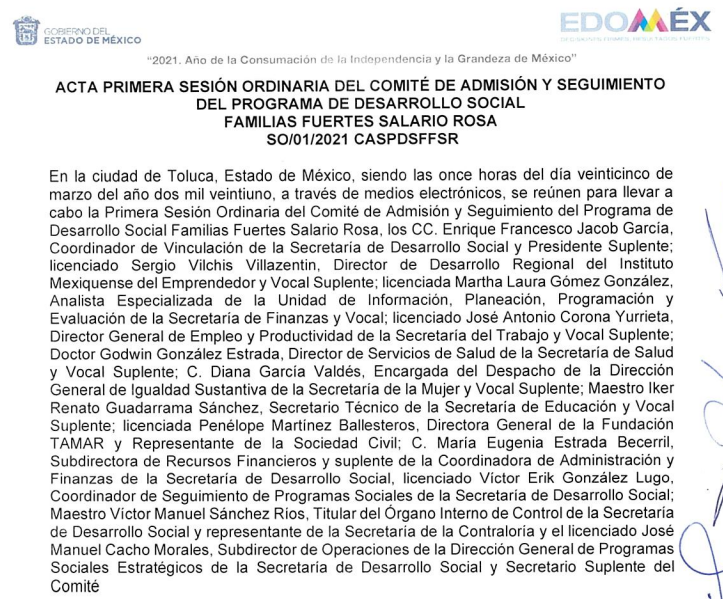 GOBIERNO DEL
ESTADO DE MÉXICO
EDOMÉX
DECISIONES FIRMES, RESULTADOS FUERTES.
"2021. Año de la Consumación de la Independencia y la Grandeza de México"
ACTA PRIMERA SESIÓN ORDINARIA DEL COMITÉ DE ADMISIÓN Y SEGUIMIENTO
DEL PROGRAMA DE DESARROLLO SOCIAL
FAMILIAS FUERTES SALARIO ROSA
SO/01/2021 CASPDSFFSR
En la ciudad de Toluca, Estado de México, siendo las once horas del día veinticinco de
marzo del año dos mil veintiuno, a través de medios electrónicos, se reúnen para llevar a
cabo la Primera Sesión Ordinaria del Comité de Admisión y Seguimiento del Programa de
Desarrollo Social Familias Fuertes Salario Rosa, los CC. Enrique Francesco Jacob García,
Coordinador de Vinculación de la Secretaría de Desarrollo Social y Presidente Suplente;
licenciado Sergio Vilchis Villazentin, Director de Desarrollo Regional del Instituto
Mexiquense del Emprendedor y Vocal Suplente; licenciada Martha Laura Gómez González,
Analista Especializada de la Unidad de Información, Planeación, Programación y
Evaluación de la Secretaría de Finanzas y Vocal; licenciado José Antonio Corona Yurrieta,
Director General de Empleo y Productividad de la Secretaría del Trabajo y Vocal Suplente;
Doctor Godwin González Estrada, Director de Servicios de Salud de la Secretaría de Salud
y Vocal Suplente; C. Diana García Valdés, Encargada del Despacho de la Dirección
General de Igualdad Sustantiva de la Secretaría de la Mujer y Vocal Suplente; Maestro Iker
Renato Guadarrama Sánchez, Secretario Técnico de la Secretaría de Educación y Vocal
Suplente; licenciada Penélope Martínez Ballesteros, Directora General de la Fundación
TAMAR y Representante de la Sociedad Civil; C. María Eugenia Estrada Becerril,
Subdirectora de Recursos Financieros y suplente de la Coordinadora de Administración y
Finanzas de la Secretaría de Desarrollo Social, licenciado Víctor Erik González Lugo,
Coordinador de Seguimiento de Programas Sociales de la Secretaría de Desarrollo Social;
Maestro Víctor Manuel Sánchez Ríos, Titular del Órgano Interno de Control de la Secretaría
de Desarrollo Social y representante de la Secretaría de la Contraloría y el licenciado José
Manuel Cacho Morales, Subdirector de Operaciones de la Dirección General de Programas
Sociales Estratégicos de la Secretaría de Desarrollo Social y Secretario Suplente del
Comité